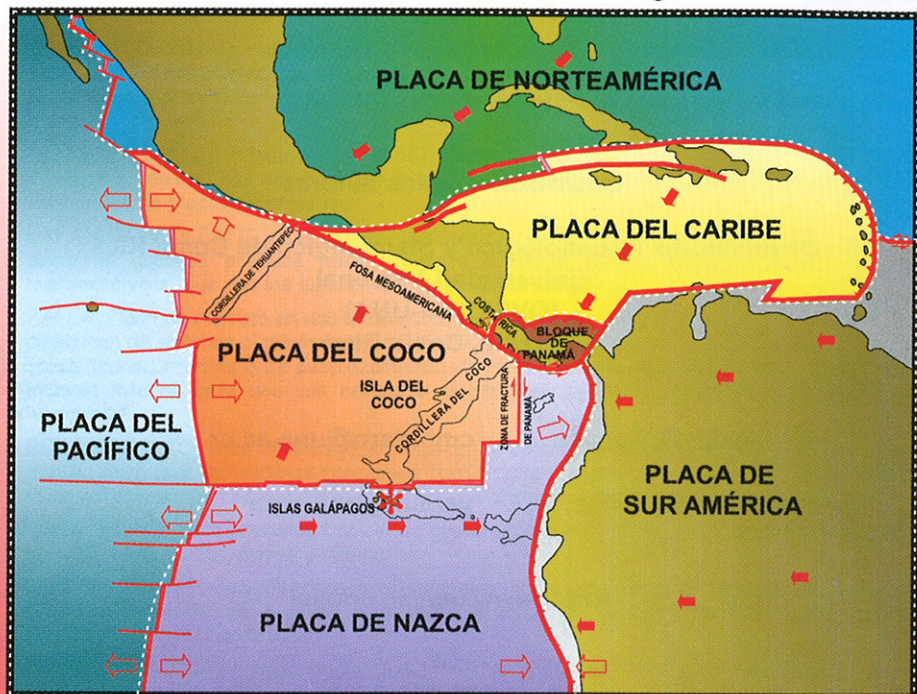 PLACA DE NORTEAMÉRICA
PLACA DEL CARIBE
CORDILLERA DE TEHUANTEPEC
FOSA MESOAMERICANA
COSTA RICA
BLOQUE
DE
PANAMÁ
PLACA DEL COCO
ISLA DEL
COCO
CORDILLERA DEL COCO
ZONA DE FRACTURA
DE PANAMÁ
PLACA DEL
PACÍFICO
PLACA DE
SUR AMÉRICA
ISLAS GALÁPAGOS
PLACA DE NAZCA